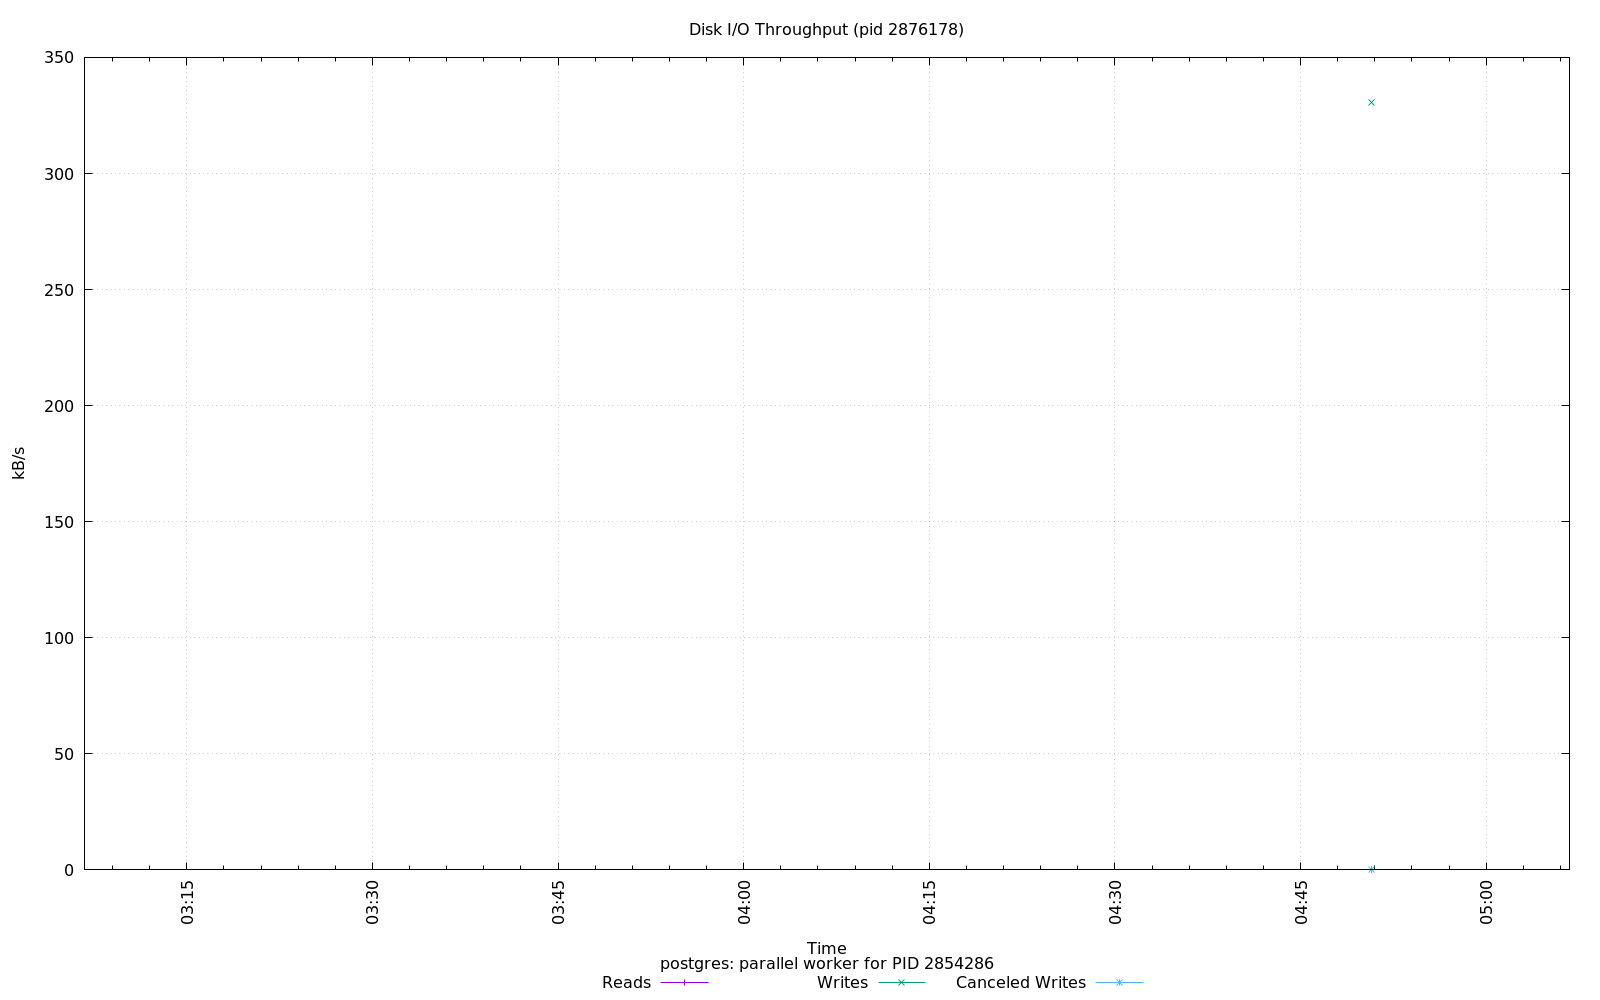 Disk I/O Throughput (pid 2876178)
350
300
250
200
150
100
50
0
kB/s
03:15
03:30
03:45
04:00
04:15
04:30
04:45
05:00
Time
postgres: parallel worker for PID 2854286
Reads
Writes
Canceled Writes